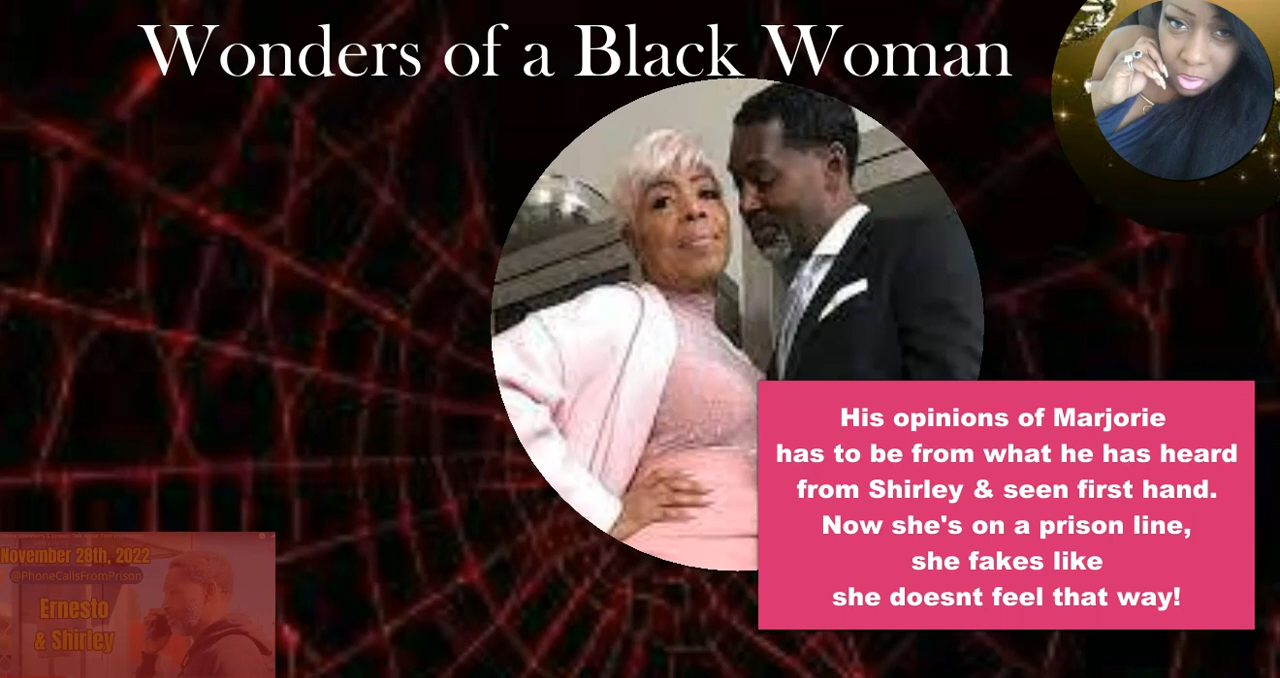 Wonders of a Black Woman
His opinions of Marjorie
has to be from what he has heard
from Shirley & seen first hand.
Now she's on a prison line,
she fakes like
she doesnt feel that way!
November 28th, 2022
@PhoneCallsFromPrison
Ernesto
& Shirley